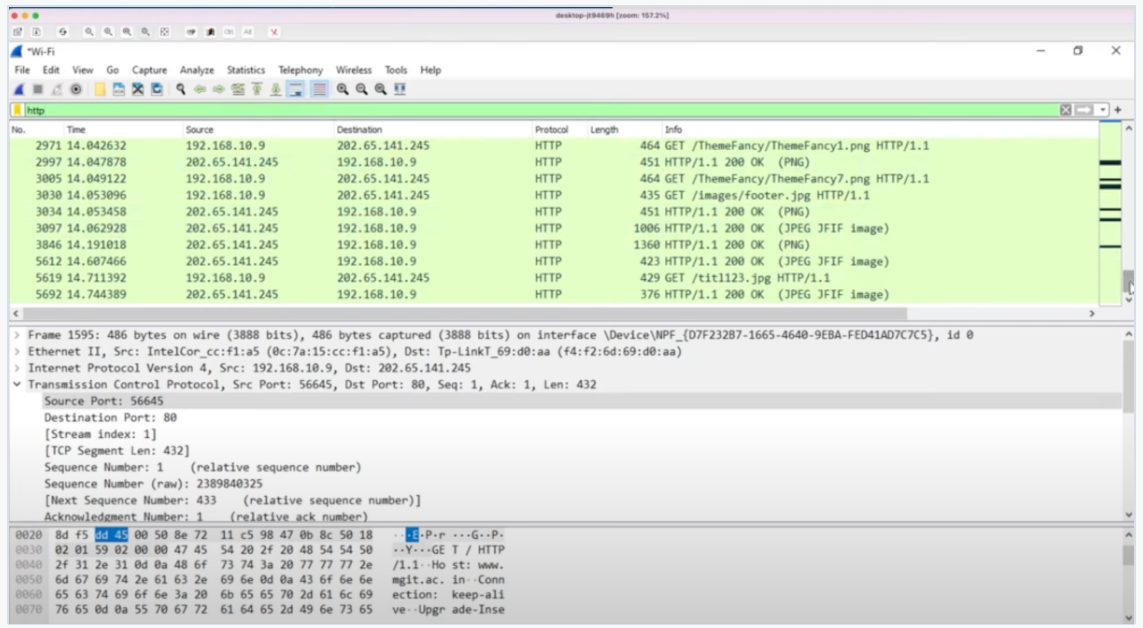 desktop-jt9469h [zoom: 157.2%]
*Wi-Fi
File Edit View Go Capture Analyze Statistics Telephony Wireless Tools Help
http
No. Time Source Destination Protocol Length Info
2971 14.042632 192.168.10.9 202.65.141.245 HTTP 464 GET /ThemeFancy/ThemeFancy1.png HTTP/1.1
2997 14.047878 202.65.141.245 192.168.10.9 HTTP 451 HTTP/1.1 200 OK (PNG)
3005 14.049122 192.168.10.9 202.65.141.245 HTTP 464 GET /ThemeFancy/ThemeFancy7.png HTTP/1.1
3030 14.053096 192.168.10.9 202.65.141.245 HTTP 435 GET /images/footer.jpg HTTP/1.1
3034 14.053458 202.65.141.245 192.168.10.9 HTTP 451 HTTP/1.1 200 OK (PNG)
3097 14.062928 202.65.141.245 192.168.10.9 HTTP 1006 HTTP/1.1 200 OK (JPEG JFIF image)
3846 14.191018 202.65.141.245 192.168.10.9 HTTP 1360 HTTP/1.1 200 OK (PNG)
5612 14.607466 202.65.141.245 192.168.10.9 HTTP 423 HTTP/1.1 200 OK (JPEG JFIF image)
5619 14.711392 192.168.10.9 202.65.141.245 HTTP 429 GET /titl123.jpg HTTP/1.1
5692 14.744389 202.65.141.245 192.168.10.9 HTTP 376 HTTP/1.1 200 OK (JPEG JFIF image)
Frame 1595: 486 bytes on wire (3888 bits), 486 bytes captured (3888 bits) on interface \Device\NPF_{D7F232B7-1665-4640-9EBA-FED41AD7C7C5}, id 0
Ethernet II, Src: IntelCor_cc:f1:a5 (0c:7a:15:cc:f1:a5), Dst: Tp-LinkT_69:d0:aa (f4:f2:6d:69:d0:aa)
Internet Protocol Version 4, Src: 192.168.10.9, Dst: 202.65.141.245
Transmission Control Protocol, Src Port: 56645, Dst Port: 80, Seq: 1, Ack: 1, Len: 432
Source Port: 56645
Destination Port: 80
[Stream index: 1]
[TCP Segment Len: 432]
Sequence Number: 1 (relative sequence number)
Sequence Number (raw): 2389840325
[Next Sequence Number: 433 (relative sequence number)]
Acknowledgment Number: 1 (relative ack number)
0020 8d f5 dd 45 00 50 8e 72 11 c5 98 47 0b 8c 50 18 ···E·P·r ···G··P·
0030 02 01 59 02 00 00 47 45 54 20 2f 20 48 54 54 50 ··Y···GE T / HTTP
0040 2f 31 2e 31 0d 0a 48 6f 73 74 3a 20 77 77 77 2e /1.1··Ho st: www.
0050 6d 67 69 74 2e 61 63 2e 69 6e 0d 0a 43 6f 6e 6e mgit.ac. in··Conn
0060 65 63 74 69 6f 6e 3a 20 6b 65 65 70 2d 61 6c 69 ection: keep-ali
0070 76 65 0d 0a 55 70 67 72 61 64 65 2d 49 6e 73 65 ve··Upgr ade-Inse